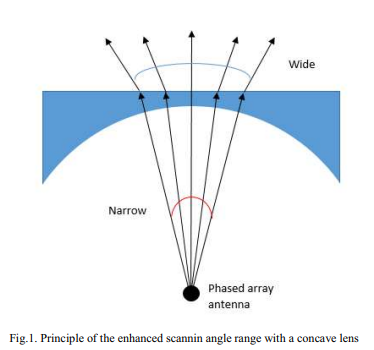 Wide
Narrow
Phased array
antenna
Fig.1. Principle of the enhanced scannin angle range with a concave lens